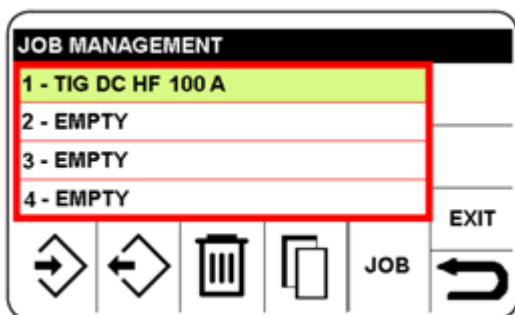 JOB MANAGEMENT
1 - TIG DC HF 100 A
2 - EMPTY
3 - EMPTY
4 - EMPTY
EXIT
JOB